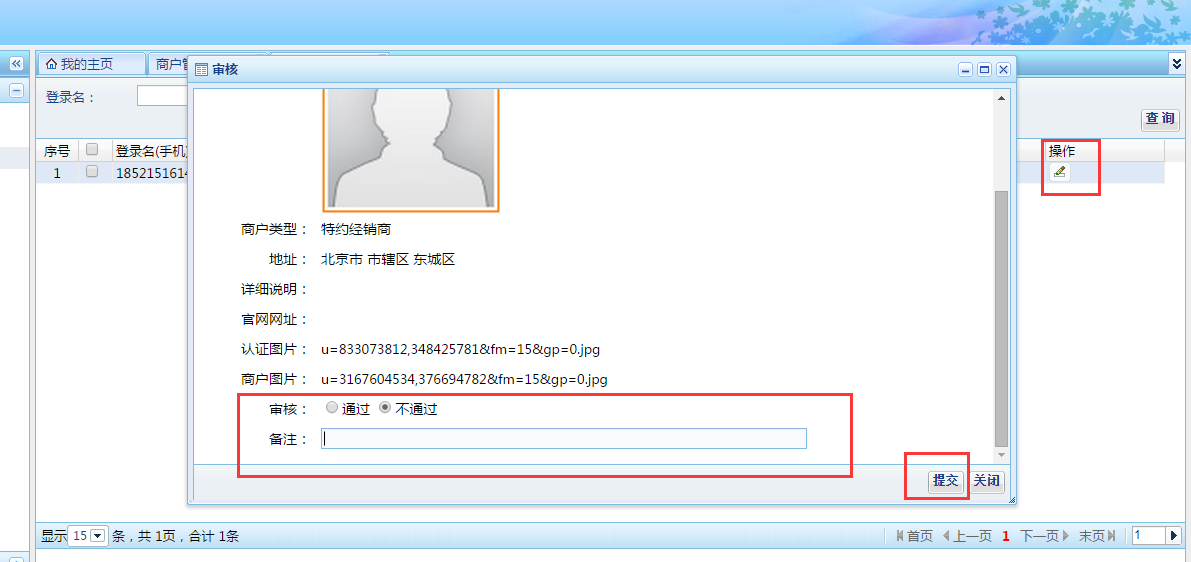 我的主页 商户管
审核
登录名：
查 询
序号 登录名(手机) 操作
1 1852151614
商户类型： 特约经销商
地址： 北京市 市辖区 东城区
详细说明：
官网网址：
认证图片： u=833073812,348425781&fm=15&gp=0.jpg
商户图片： u=3167604534,376694782&fm=15&gp=0.jpg
审核： 通过 不通过
备注：
提交 关闭
显示 15 条，共 1页，合计 1条 首页 上一页 1 下一页 末页 1